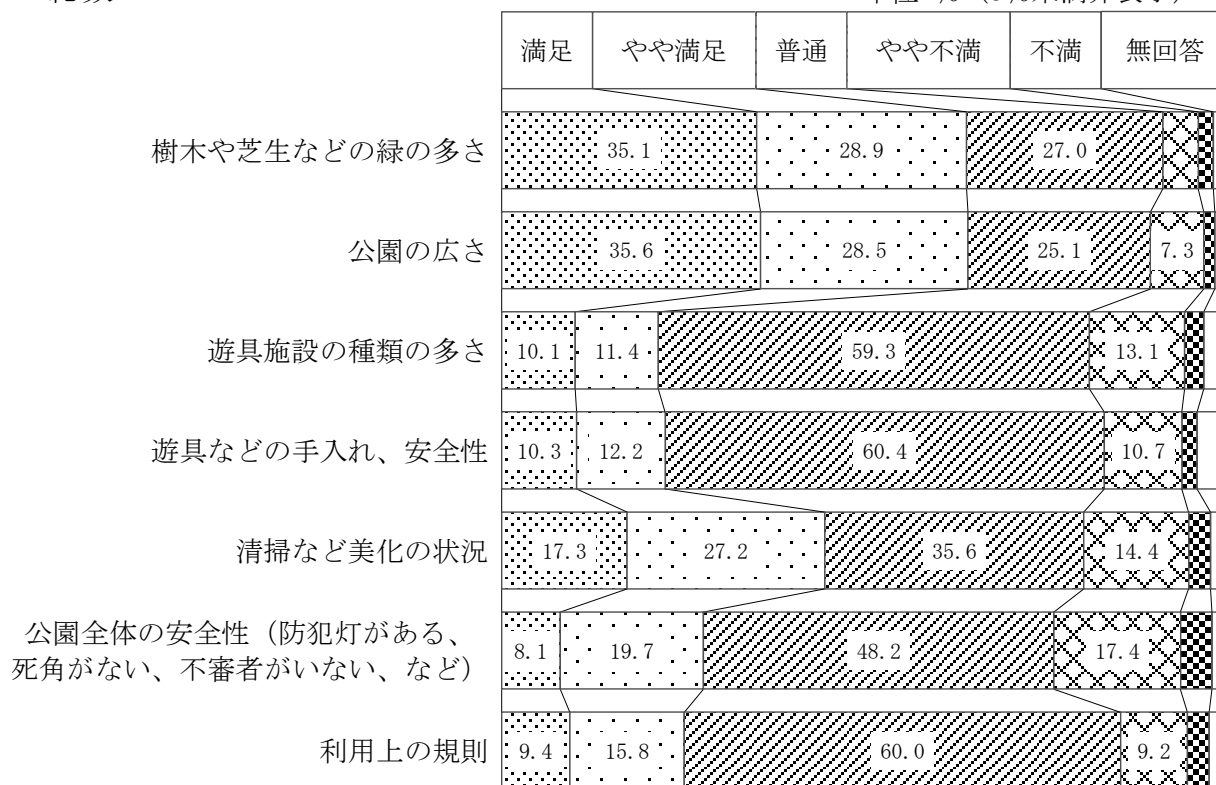 満足 やや満足 普通 やや不満 不満 無回答
樹木や芝生などの緑の多さ 35.1 28.9 27.0
公園の広さ 35.6 28.5 25.1 7.3
遊具施設の種類の多さ 10.1 11.4 59.3 13.1
遊具などの手入れ、安全性 10.3 12.2 60.4 10.7
清掃など美化の状況 17.3 27.2 35.6 14.4
公園全体の安全性（防犯灯がある、
死角がない、不審者がいない、など） 8.1 19.7 48.2 17.4
利用上の規則 9.4 15.8 60.0 9.2